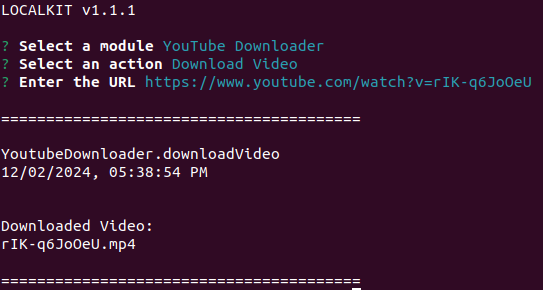 LOCALKIT v1.1.1
? Select a module YouTube Downloader
? Select an action Download Video
? Enter the URL https://www.youtube.com/watch?v=rIK-q6JoOeU
========================================
YoutubeDownloader.downloadVideo
12/02/2024, 05:38:54 PM
Downloaded Video:
rIK-q6JoOeU.mp4
========================================